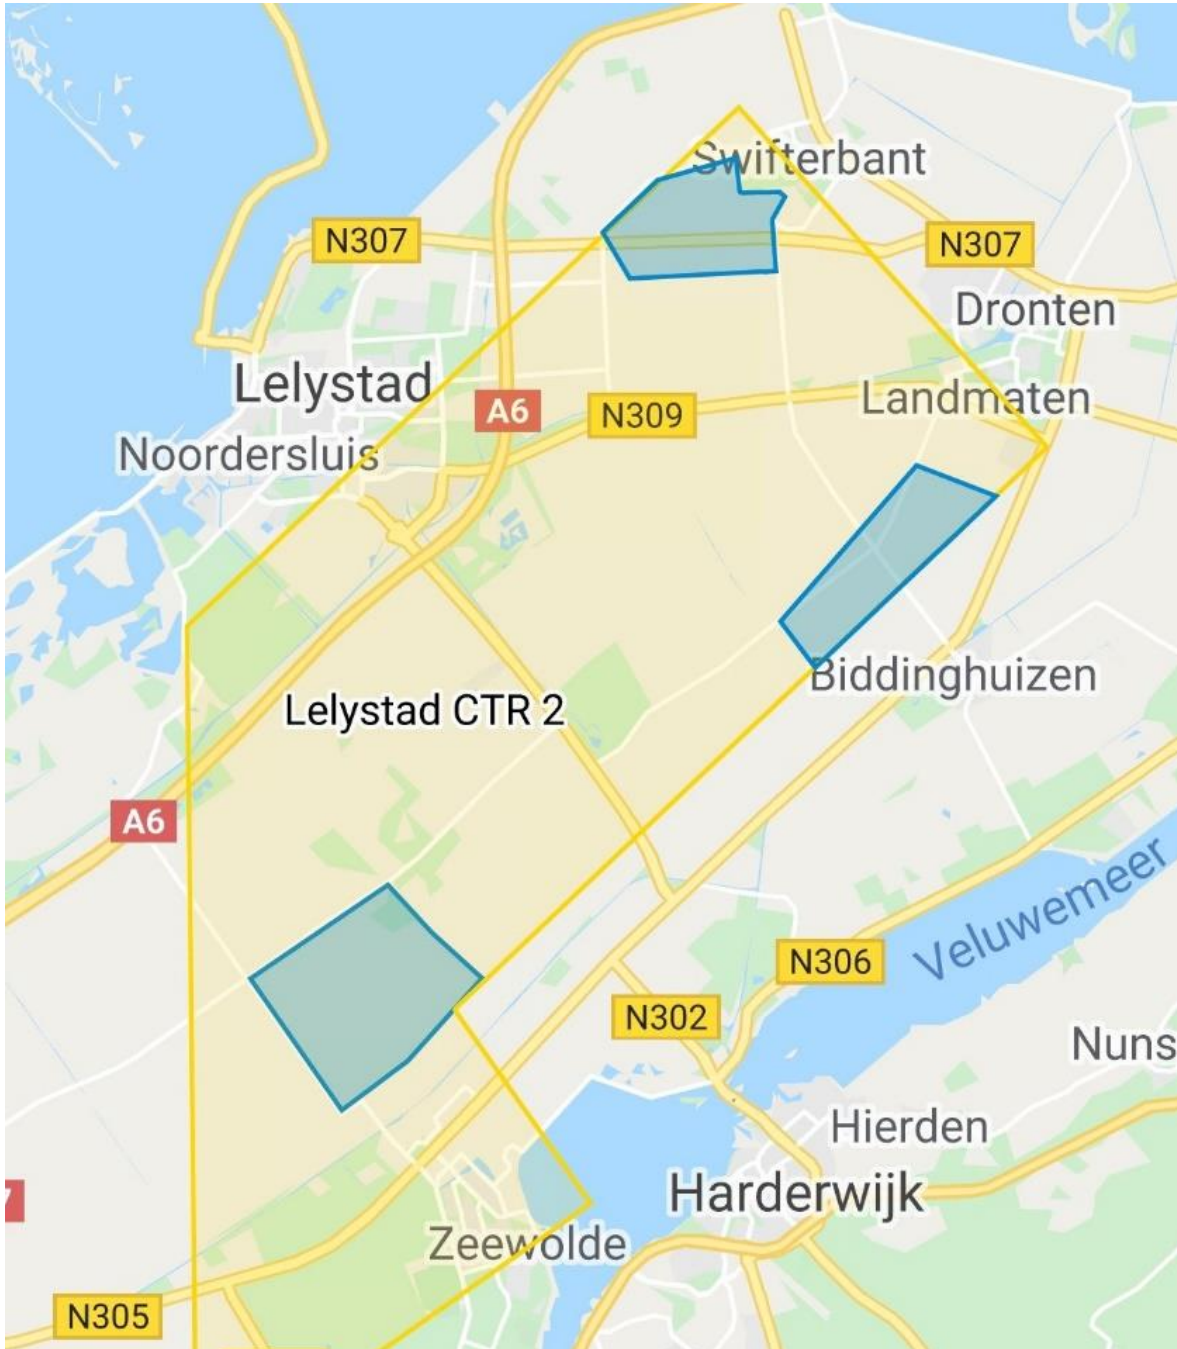 Swifterbant
N307
N307
Dronten
Lelystad
A6
N309
Landmaten
Noordersluis
Biddinghuizen
Lelystad CTR 2
A6
Veluwemeer
N306
N302
Nuns
Hierden
Harderwijk
7
Zeewolde
N305